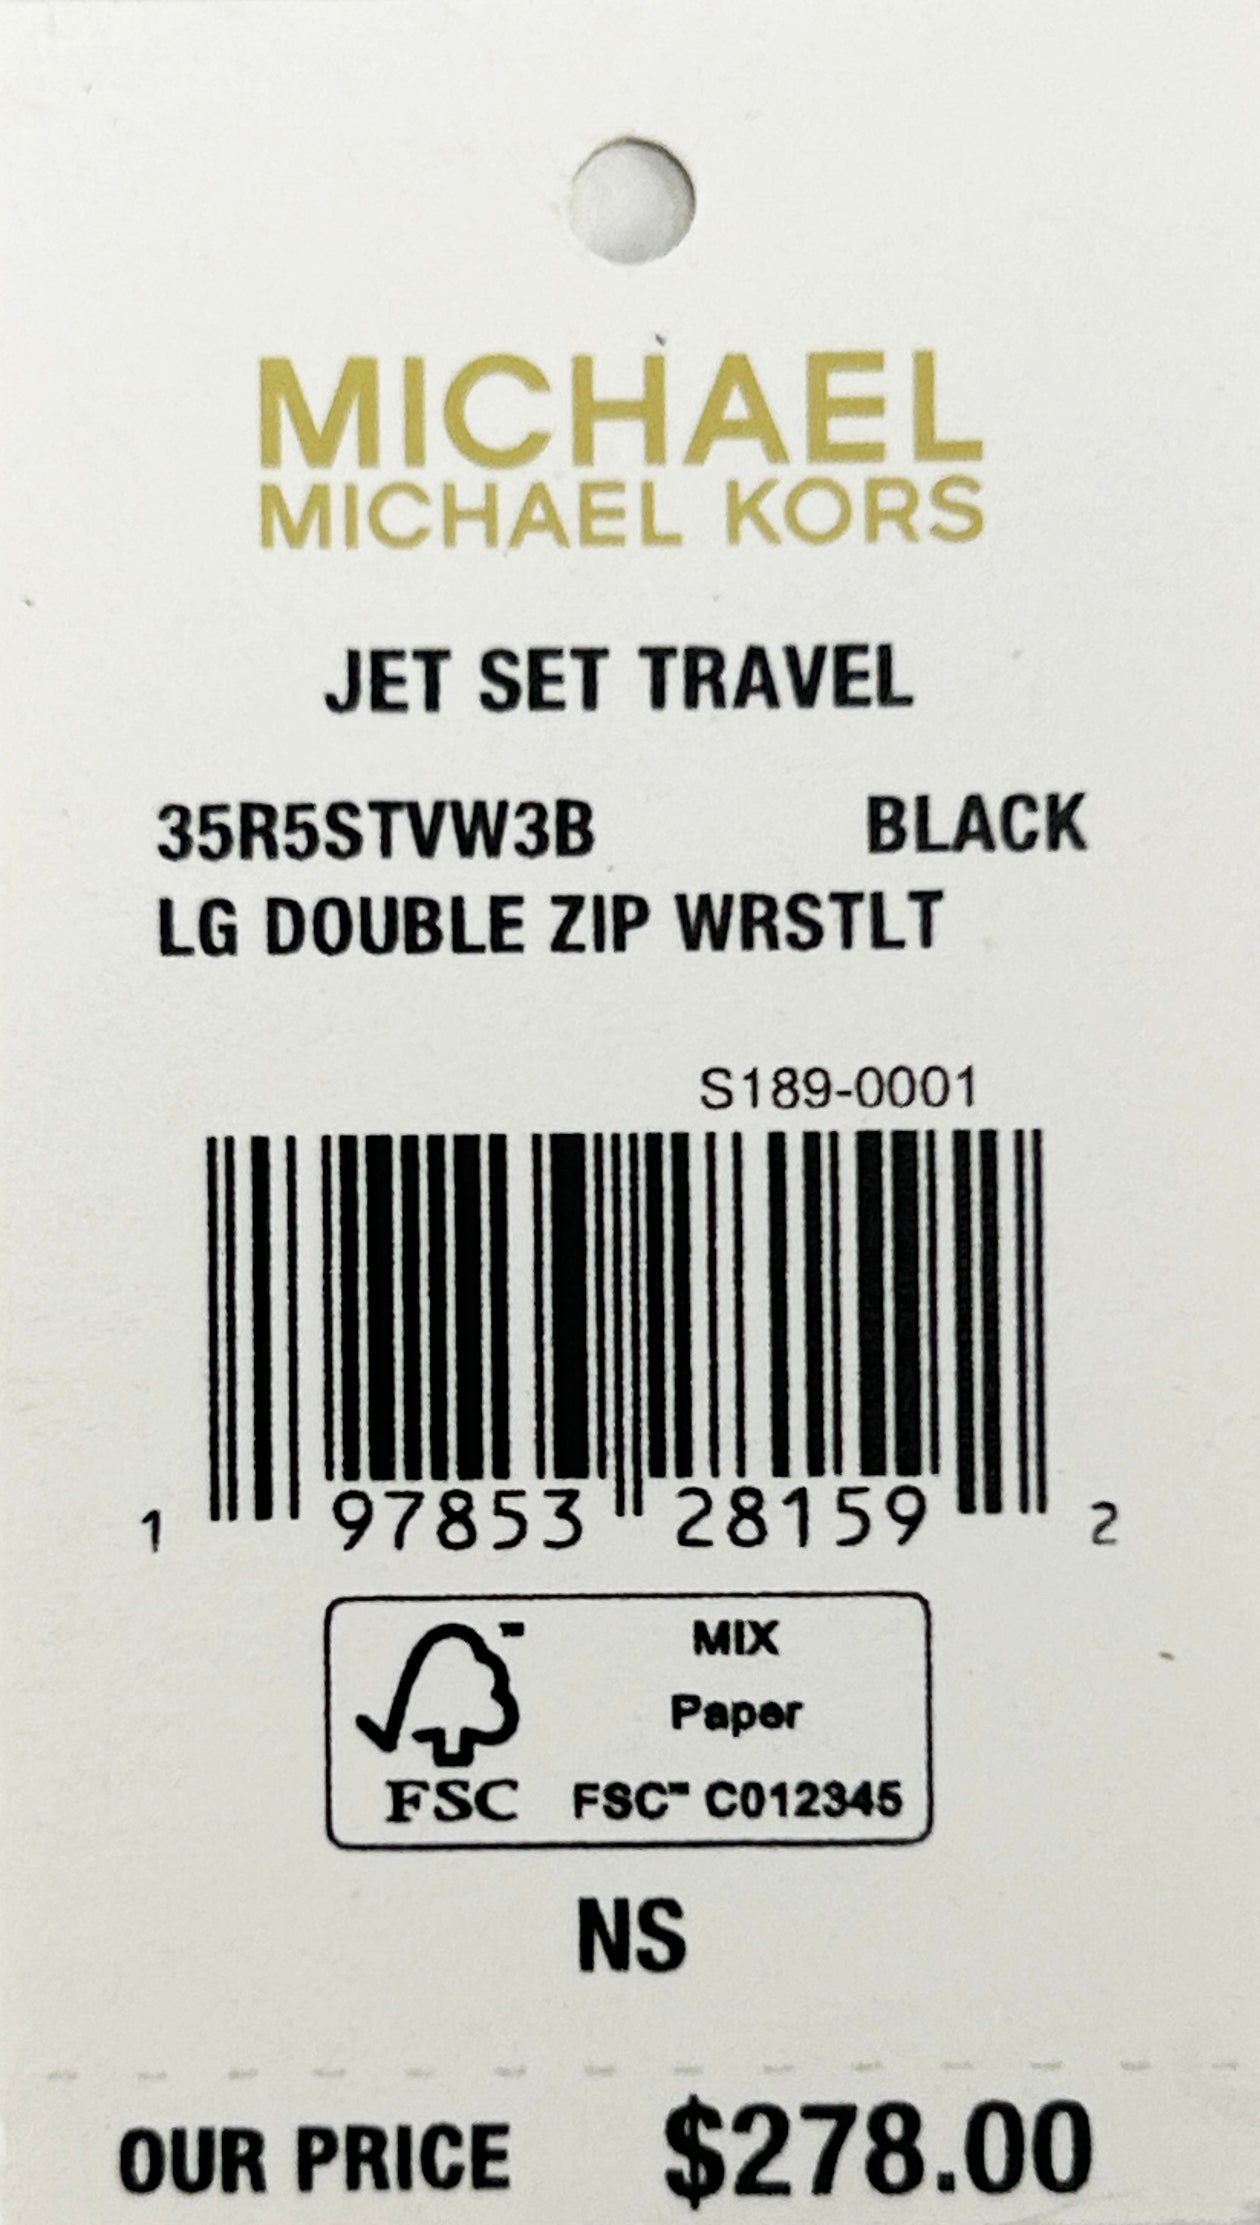 MICHAEL
MICHAEL KORS
JET SET TRAVEL
35R5STVW3B BLACK
LG DOUBLE ZIP WRSTLT
S189-0001
1 97853 28159 2
™ MIX
Paper
FSC FSC™ C012345
NS
OUR PRICE $278.00